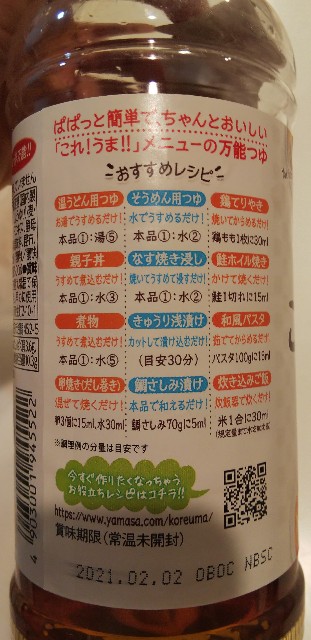 ぱぱっと簡単で、ちゃんとおいしい
「これ!うま!!」メニューの万能つゆ
おすすめレシピ
温うどん用つゆ
お湯でうすめるだけ!
本品①:湯⑤
そうめん用つゆ
水でうすめるだけ!
本品①:水②
鶏てりやき
焼いてからめるだけ!
鶏もも1枚に30ml
親子丼
うすめて煮込むだけ!
本品①:水③
なす焼き浸し
焼いてうすめて浸すだけ!
本品①:水②
鮭ホイル焼き
かけて焼くだけ!
鮭1切れに15ml
煮物
うすめて煮込むだけ!
本品①:水⑤
きゅうり浅漬け
カットして漬け込むだけ!
(目安30分)
和風パスタ
茹でてからめるだけ!
パスタ100gに15ml
卵焼き(だし巻き)
混ぜて焼くだけ!
卵3個に15ml、水30ml
鯛さしみ漬け
本品で和えるだけ!
鯛さしみ70gに5ml
炊き込みご飯
炊飯器で炊くだけ!
米1合に30ml
※調理例の分量は目安です
今すぐ作りたくなっちゃう
お役立ちレシピはコチラ!!
https://www.yamasa.com/koreuma/
賞味期限(常温未開封)
2021.02.02 OBOC NBSC
4 903001 945522